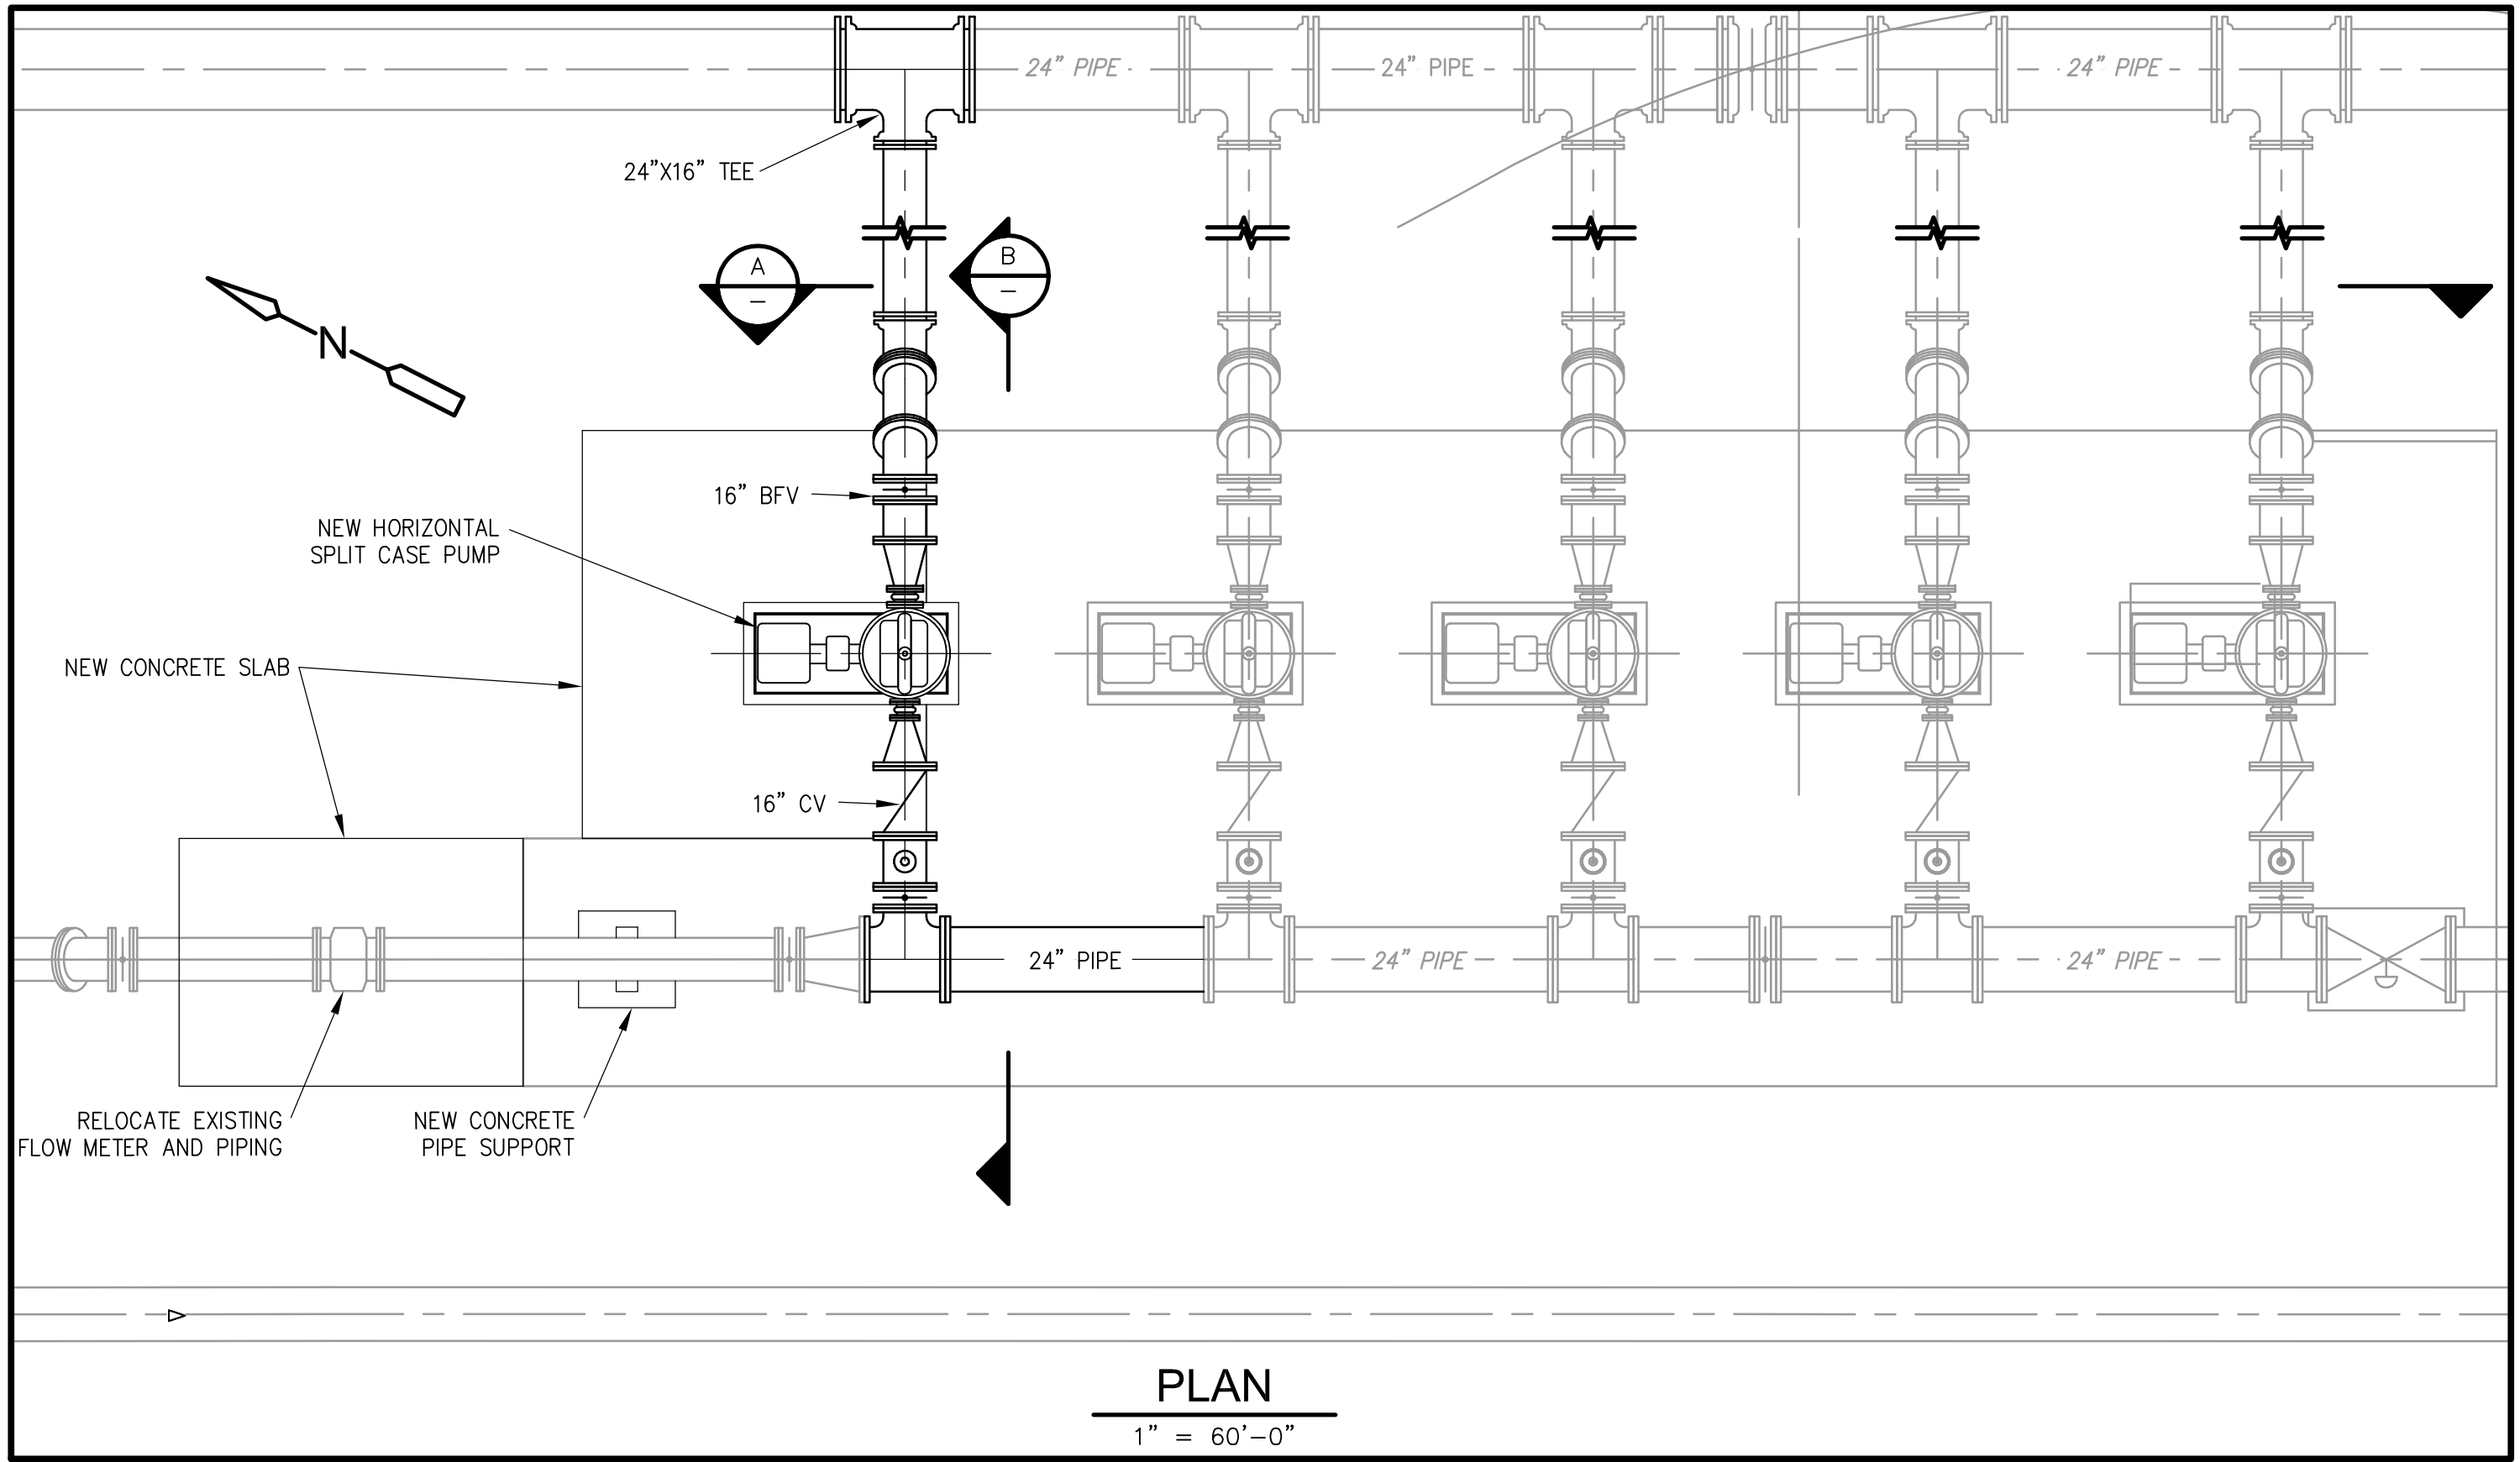 24” PIPE
24” PIPE
24” PIPE
24”X16” TEE
A
–
B
–
N
16” BFV
NEW HORIZONTAL
SPLIT CASE PUMP
NEW CONCRETE SLAB
16” CV
24” PIPE
24” PIPE
24” PIPE
RELOCATE EXISTING
FLOW METER AND PIPING
NEW CONCRETE
PIPE SUPPORT
PLAN
1” = 60’–0”